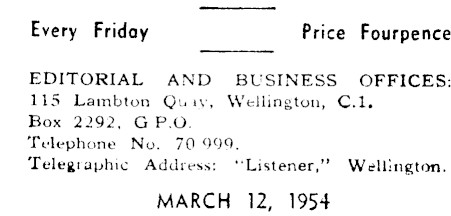 Every Friday Price Fourpence
EDITORIAL AND BUSINESS OFFICES:
115 Lambton Quay, Wellington, C.1.
Box 2292, G P.O.
Telephone No. 70 999.
Telegraphic Address: "Listener," Wellington.
MARCH 12, 1954